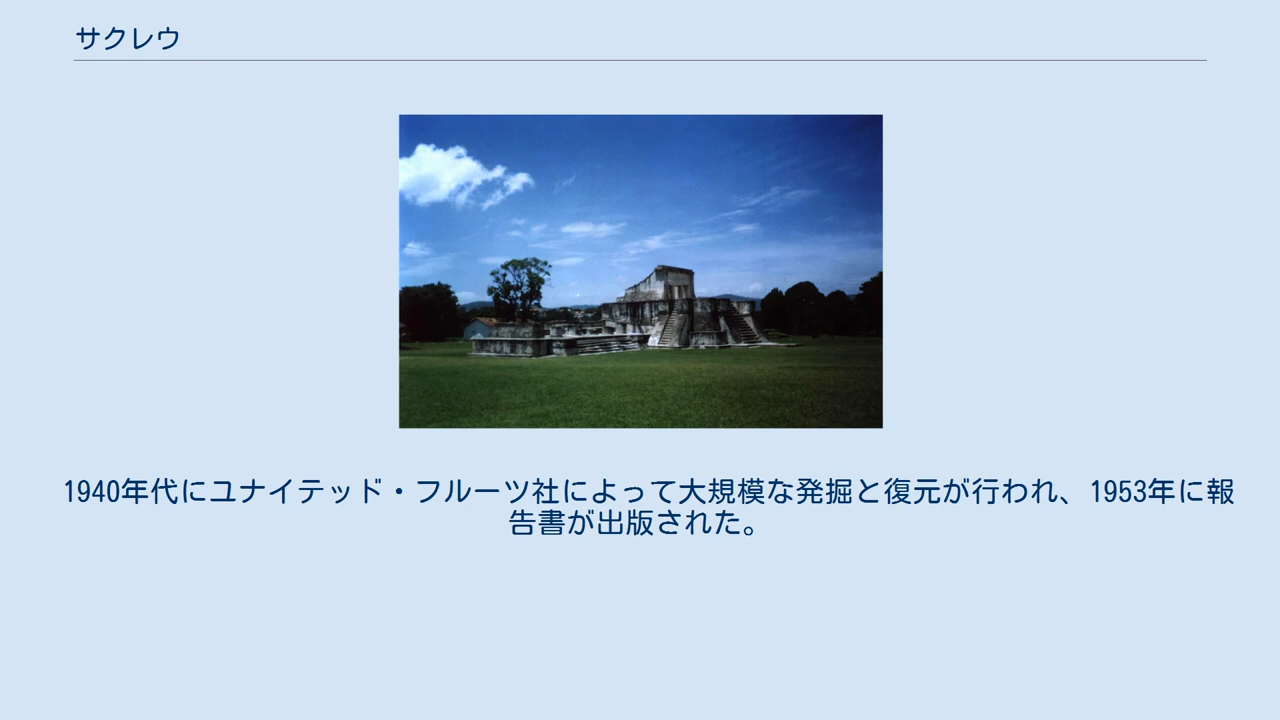 サクレウ
1940年代にユナイテッド・フルーツ社によって大規模な発掘と復元が行われ、1953年に報
告書が出版された。